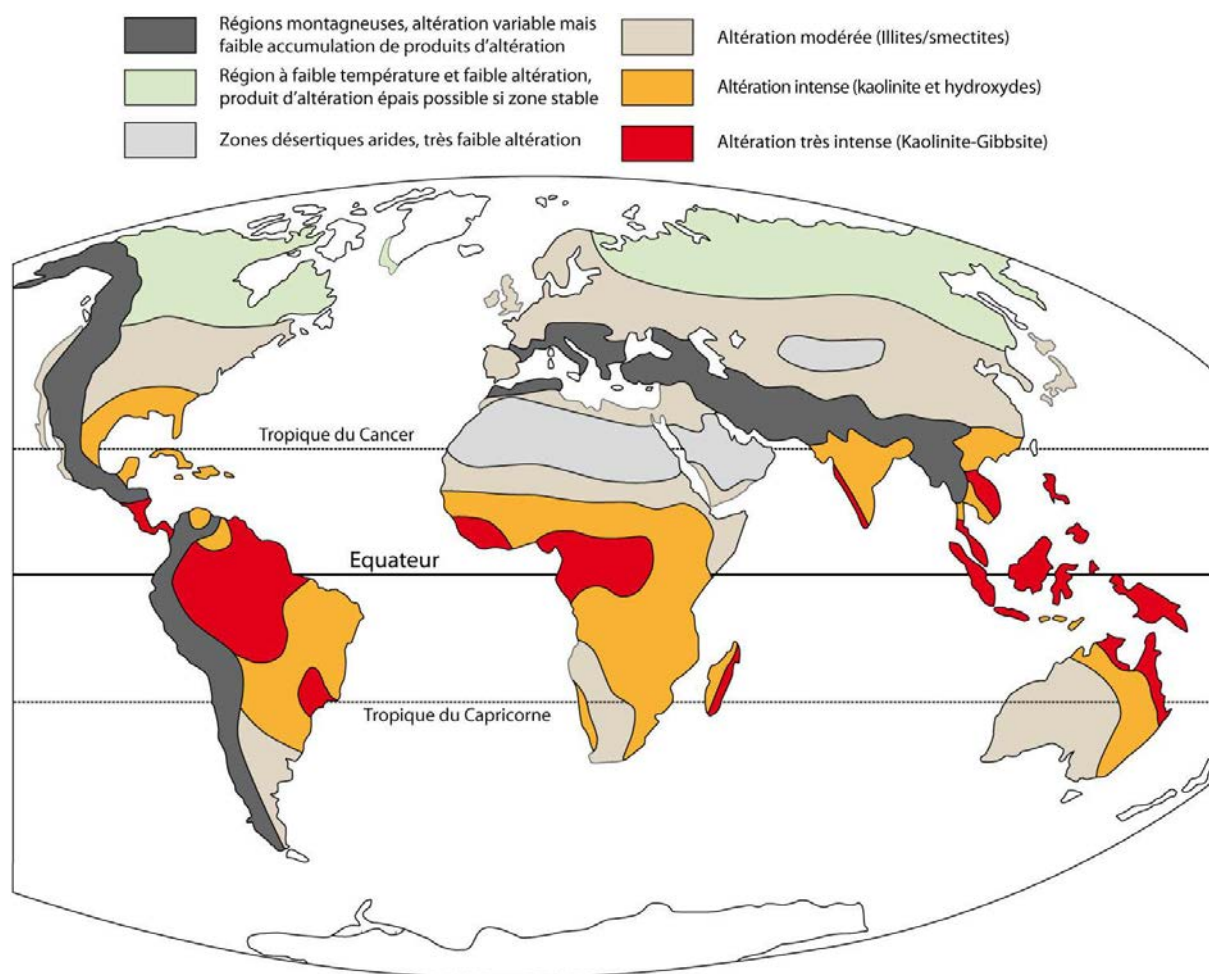 Régions montagneuses, altération variable mais
faible accumulation de produits d'altération
Région à faible température et faible altération,
produit d'altération épais possible si zone stable
Zones désertiques arides, très faible altération
Altération modérée (Illites/smectites)
Altération intense (kaolinite et hydroxydes)
Altération très intense (Kaolinite-Gibbsite)
Tropique du Cancer
Equateur
Tropique du Capricorne